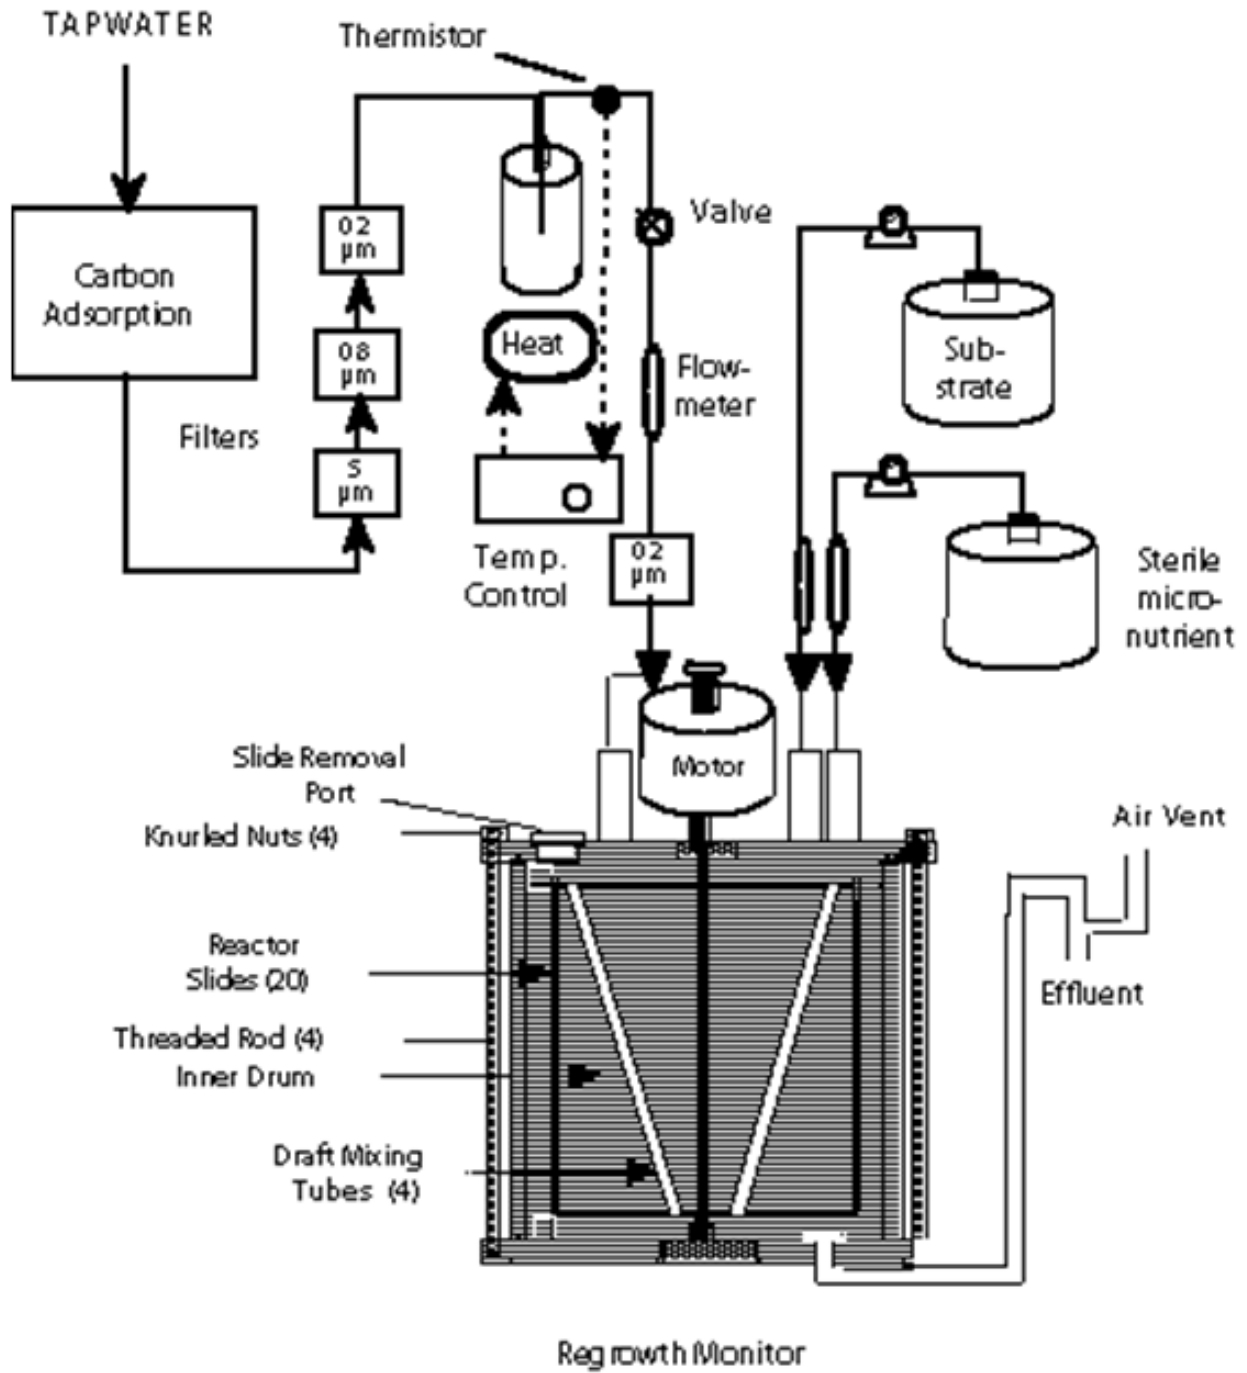 TAPWATER
Thermistor
02
µm
Valve
Carbon
Adsorption
Heat
08
µm
Sub-
strate
Flow-
meter
Filters
S
µm
Temp.
Control
02
µm
Sterile
micro-
nutrient
Slide Removal
Port
Motor
Knurled Nuts (4)
Air Vent
Reactor
Slides (20)
Effluent
Threaded Rod (4)
Inner Drum
Draft Mixing
Tubes (4)
Regrowth Monitor